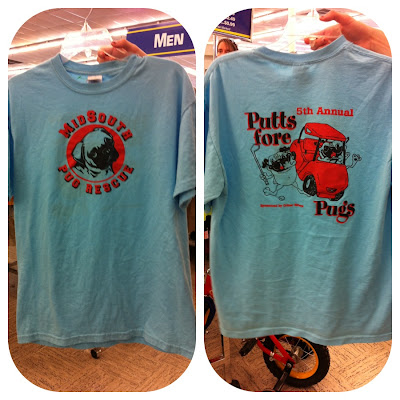 MEN
MIDSOUTH
PUG RESCUE
5th Annual
Putts
fore
Pugs